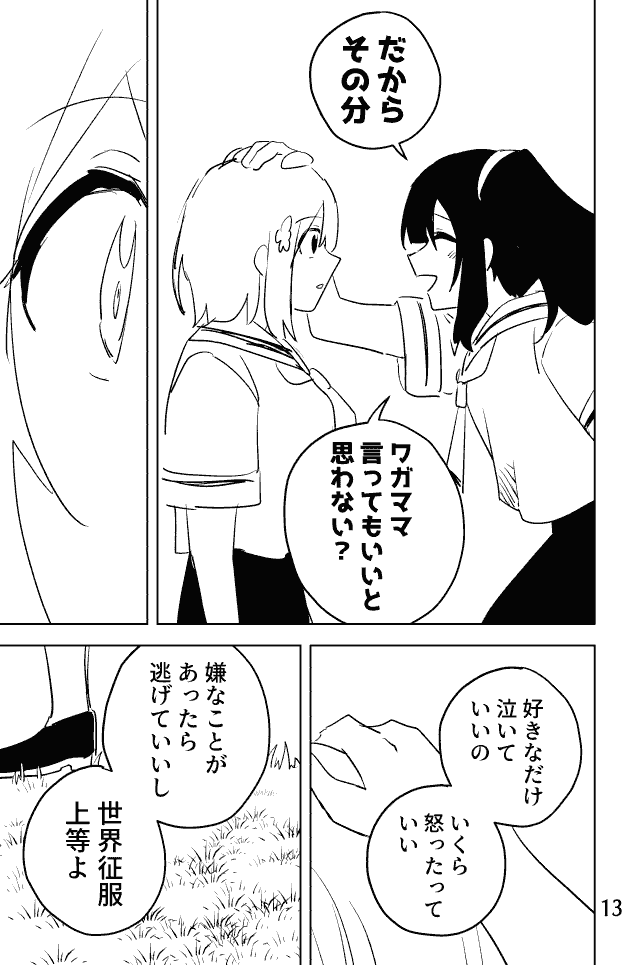 だから
その分
ワガママ
言ってもいいと
思わない?
好きなだけ
泣いて
いいの
いくら
怒ったって
いい
嫌なことが
あったら
逃げていいし
世界征服
上等よ
13